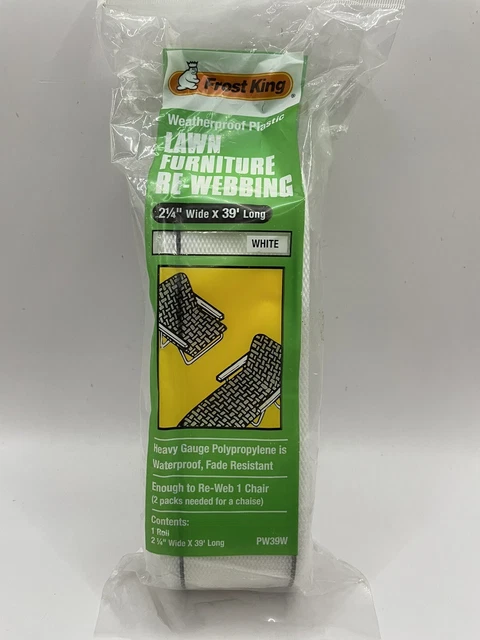 Frost King
®
Weatherproof Plastic
LAWN
FURNITURE
RE-WEBBING
2¼" Wide X 39' Long
WHITE
Heavy Gauge Polypropylene is
Waterproof, Fade Resistant
Enough to Re-Web 1 Chair
(2 packs needed for a chaise)
Contents:
1 Roll
2 ¼" Wide X 39' Long
PW39W